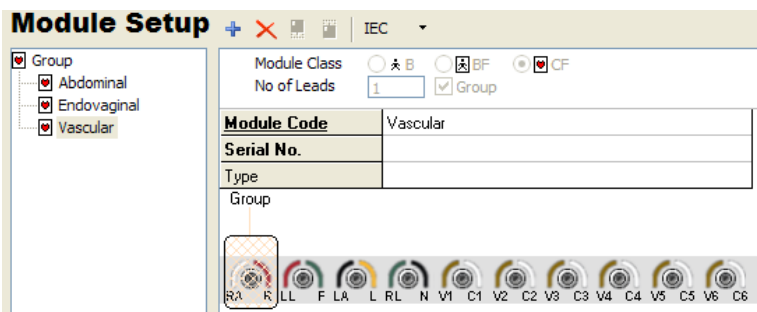 Module Setup
IEC
Group
Abdominal
Endovaginal
Vascular
Module Class B BF CF
No of Leads 1 Group
Module Code Vascular
Serial No.
Type
Group
RA R LL F LA L RL N V1 C1 V2 C2 V3 C3 V4 C4 V5 C5 V6 C6